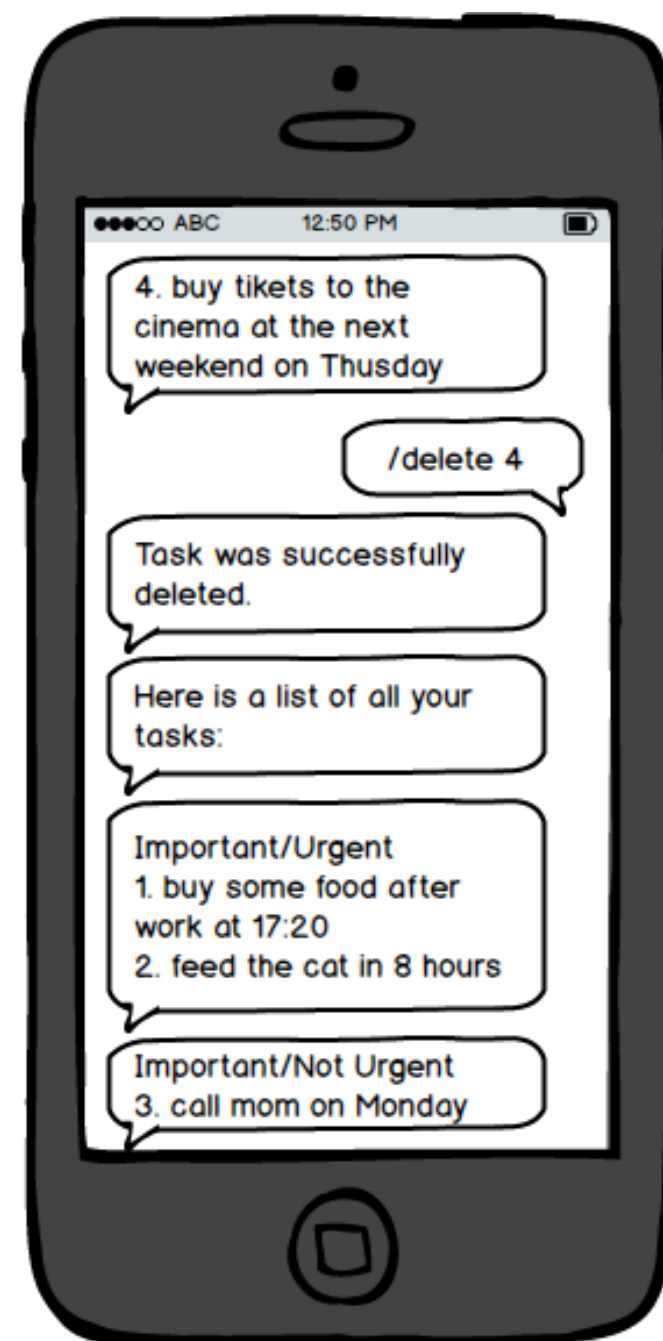 ABC 12:50 PM
4. buy tikets to the
cinema at the next
weekend on Thusday
/delete 4
Task was successfully
deleted.
Here is a list of all your
tasks:
Important/Urgent
1. buy some food after
work at 17:20
2. feed the cat in 8 hours
Important/Not Urgent
3. call mom on Monday